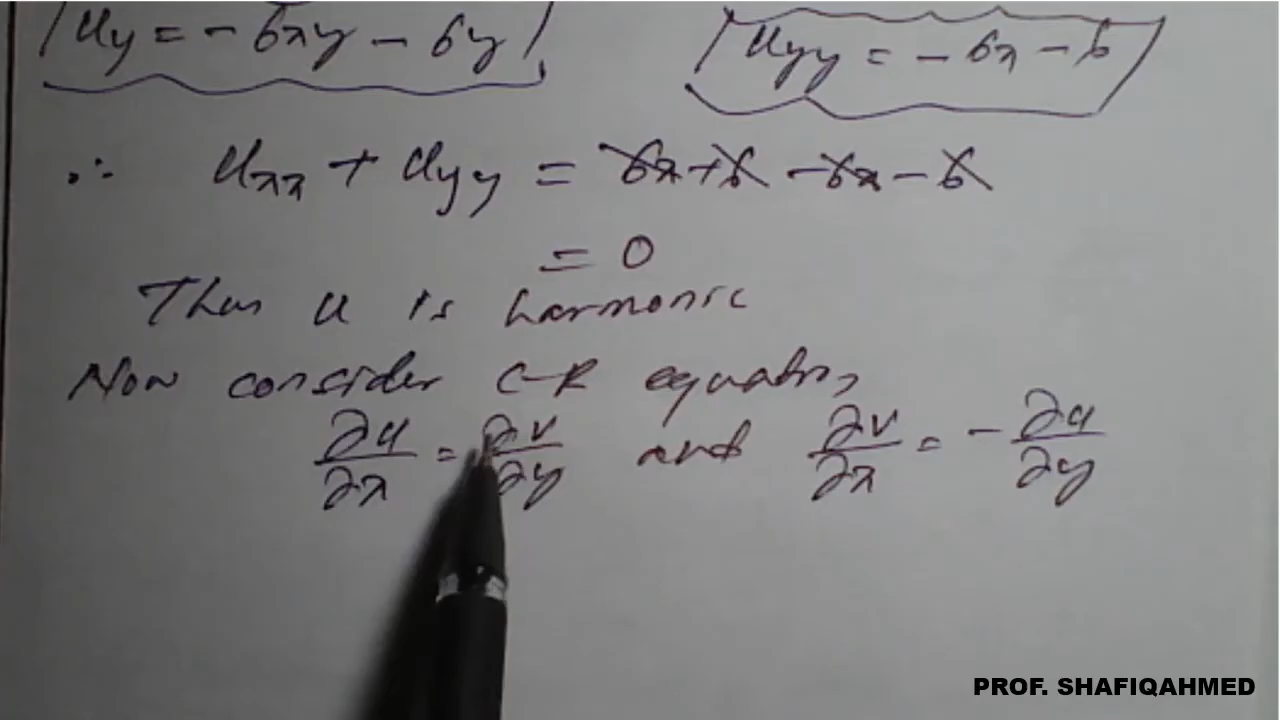 uy = - 6xy - 6y uyy = - 6x - 6
∴ uxx + uyy = 6x + 6 - 6x - 6
= 0
Thus u is harmonic
Now consider C-R equations
∂u/∂x = ∂v/∂y and ∂v/∂x = - ∂u/∂y
PROF. SHAFIQAHMED